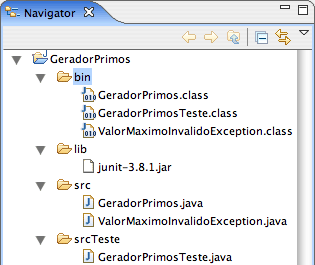 Navigator
GeradorPrimos
bin
GeradorPrimos.class
GeradorPrimosTeste.class
ValorMaximoInvalidoException.class
lib
junit-3.8.1.jar
src
GeradorPrimos.java
ValorMaximoInvalidoException.java
srcTeste
GeradorPrimosTeste.java